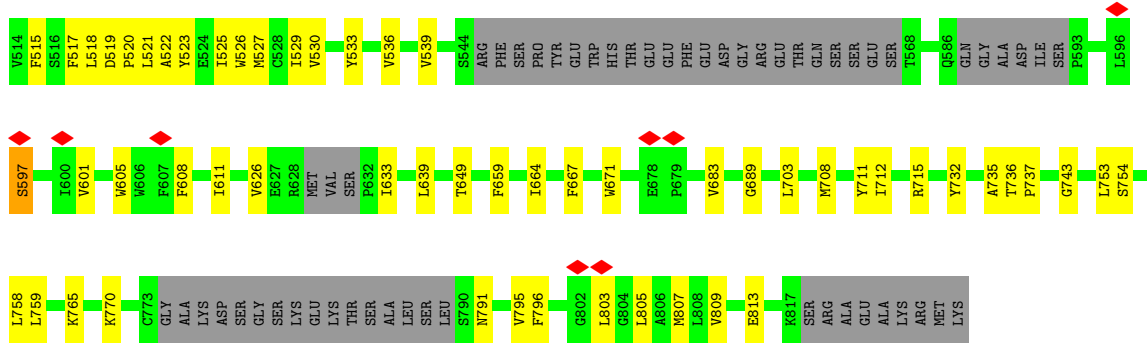 V514 F515 S516 F517 L518 D519 P520 L521 A522 Y523 E524 I525 W526 M527 C528 I529 V530 Y533 V536 V539 S544 ARG PHE SER PRO TYR GLU TRP HIS THR GLU GLU PHE GLU ASP GLY ARG GLU THR GLN SER SER GLU SER T568 Q586 GLN GLY ALA ASP ILE SER P593 L596
S597 I600 V601 W605 W606 F607 F608 I611 V626 E627 R628 MET VAL SER P632 I633 L639 T649 F659 I664 F667 W671 E678 P679 V683 G689 L703 M708 Y711 I712 R715 Y732 A735 T736 P737 G743 L753 S754
L758 L759 K765 K770 C773 GLY ALA LYS ASP SER GLY SER LYS GLU LYS THR SER ALA LEU SER LEU S790 N791 V795 F796 G802 L803 G804 L805 A806 M807 L808 V809 E813 K817 SER ARG ALA GLU ALA LYS ARG MET LYS